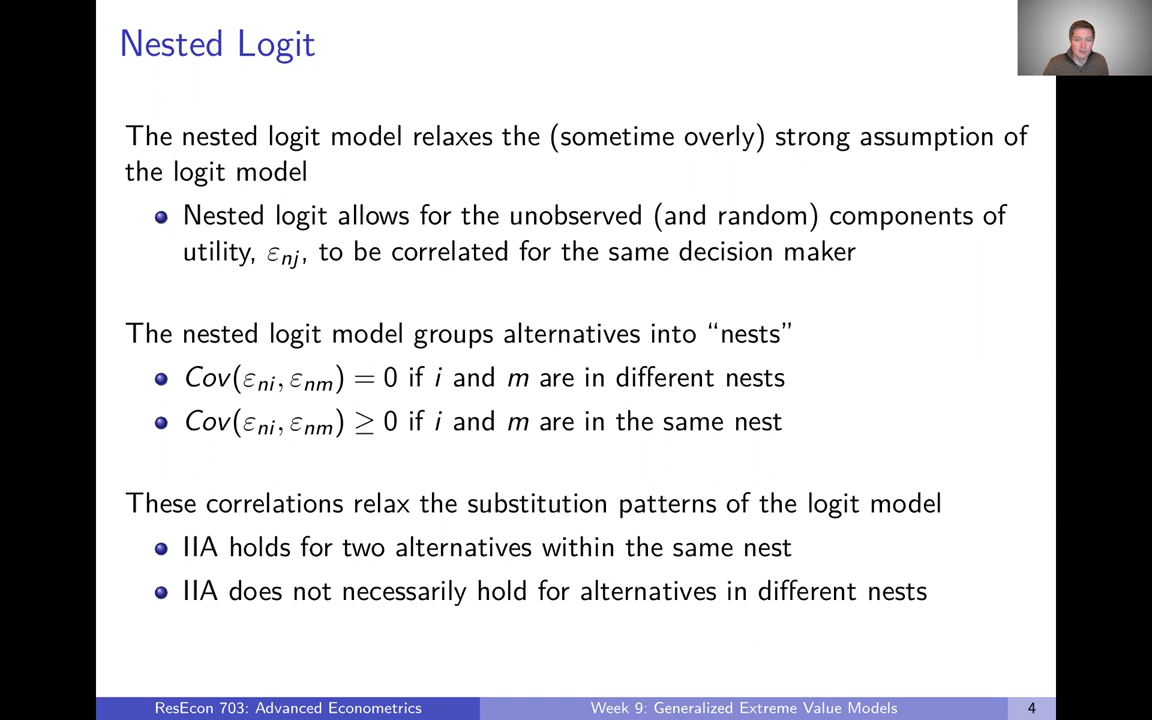 Nested Logit
The nested logit model relaxes the (sometime overly) strong assumption of
the logit model
Nested logit allows for the unobserved (and random) components of
utility, εnj, to be correlated for the same decision maker
The nested logit model groups alternatives into “nests”
Cov(εni, εnm) = 0 if i and m are in different nests
Cov(εni, εnm) ≥ 0 if i and m are in the same nest
These correlations relax the substitution patterns of the logit model
IIA holds for two alternatives within the same nest
IIA does not necessarily hold for alternatives in different nests
ResEcon 703: Advanced Econometrics Week 9: Generalized Extreme Value Models 4